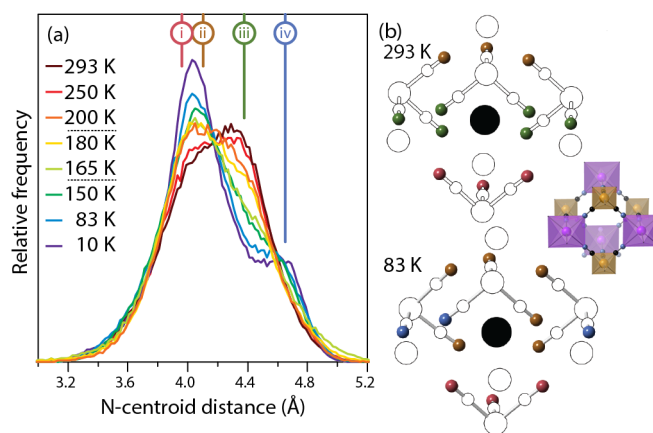 (a)
i ii iii iv
293 K
250 K
200 K
180 K
165 K
150 K
83 K
10 K
Relative frequency
3.2 3.6 4.0 4.4 4.8 5.2
N-centroid distance (Å)
(b)
293 K
83 K